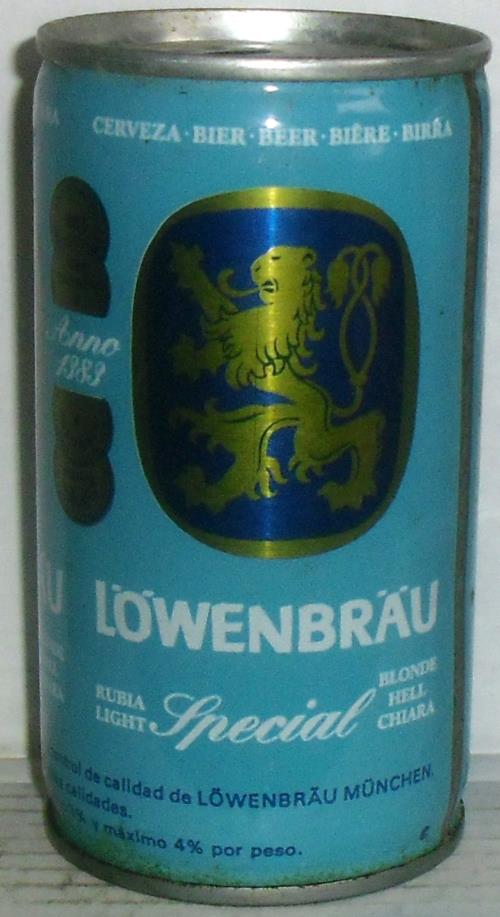 CERVEZA · BIER · BEER · BIÈRE · BIRRA
Anno
1383
LÖWENBRÄU
RUBIA
LIGHT
Special
BLONDE
HELL
CHIARA
de calidad de LÖWENBRÄU MÜNCHEN.
calidades.
y máximo 4% por peso.